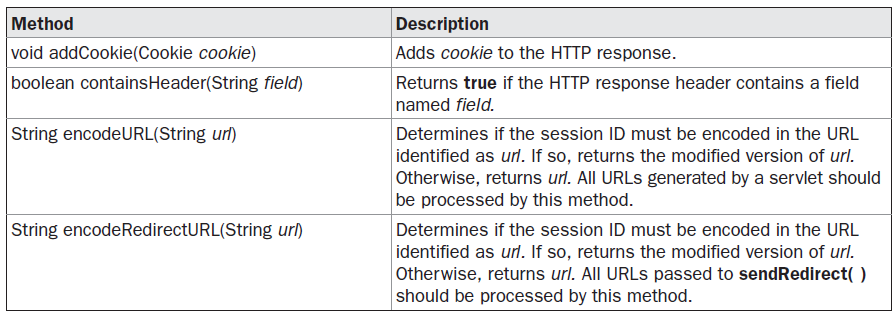 Method Description
void addCookie(Cookie cookie) Adds cookie to the HTTP response.
boolean containsHeader(String field) Returns true if the HTTP response header contains a field
named field.
String encodeURL(String url) Determines if the session ID must be encoded in the URL
identified as url. If so, returns the modified version of url.
Otherwise, returns url. All URLs generated by a servlet should
be processed by this method.
String encodeRedirectURL(String url) Determines if the session ID must be encoded in the URL
identified as url. If so, returns the modified version of url.
Otherwise, returns url. All URLs passed to sendRedirect( )
should be processed by this method.